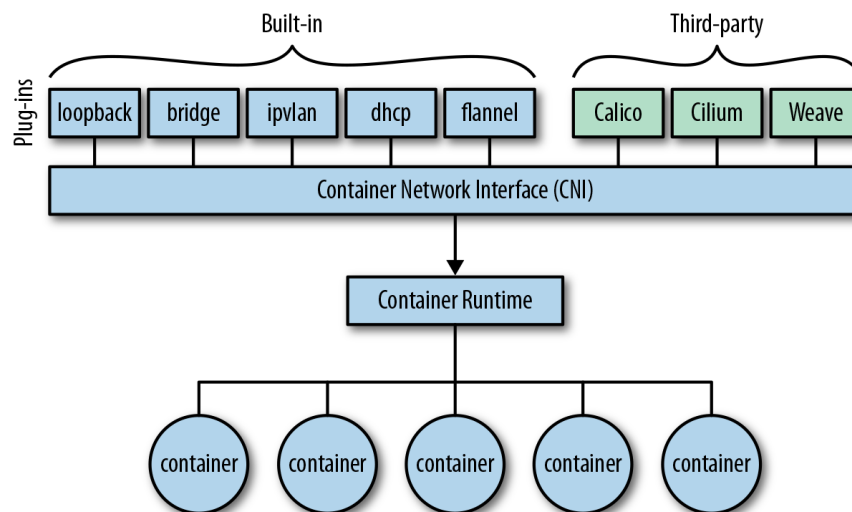 Built-in
Third-party
Plug-ins
loopback
bridge
ipvlan
dhcp
flannel
Calico
Cilium
Weave
Container Network Interface (CNI)
Container Runtime
container
container
container
container
container